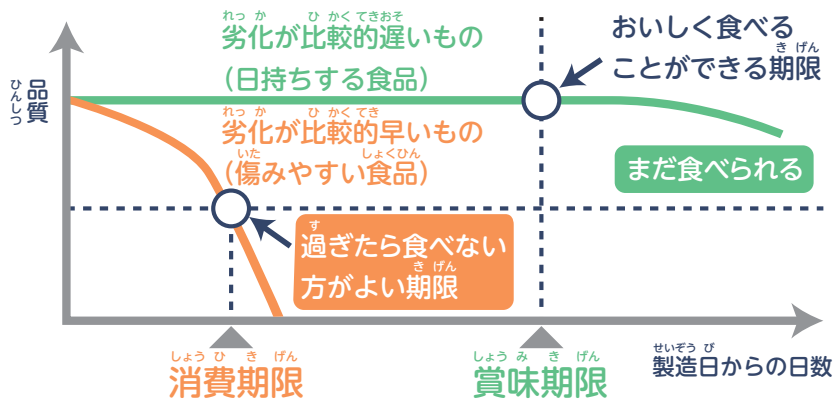 品質
ひんしつ
れっか ひかくてきおそ
劣化が比較的遅いもの
（日持ちする食品）
れっか ひかくてき
劣化が比較的早いもの
いた しょくひん
（傷みやすい食品）
おいしく食べる
きげん
ことができる期限
まだ食べられる
す
過ぎたら食べない
きげん
方がよい期限
しょうひきげん
消費期限
しょうみきげん
賞味期限
せいぞうび
製造日からの日数